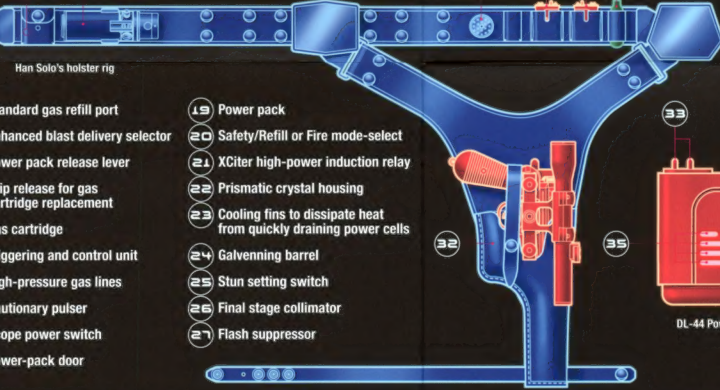 Han Solo's holster rig
andard gas refill port
nhanced blast delivery selector
wer pack release lever
ip release for gas
rtridge replacement
s cartridge
ggering and control unit
gh-pressure gas lines
utionary pulser
ope power switch
wer-pack door
19 Power pack
20 Safety/Refill or Fire mode-select
21 XCiter high-power induction relay
22 Prismatic crystal housing
23 Cooling fins to dissipate heat
from quickly draining power cells
24 Galvenning barrel
25 Stun setting switch
26 Final stage collimator
27 Flash suppressor
32
33
35
DL-44 Po